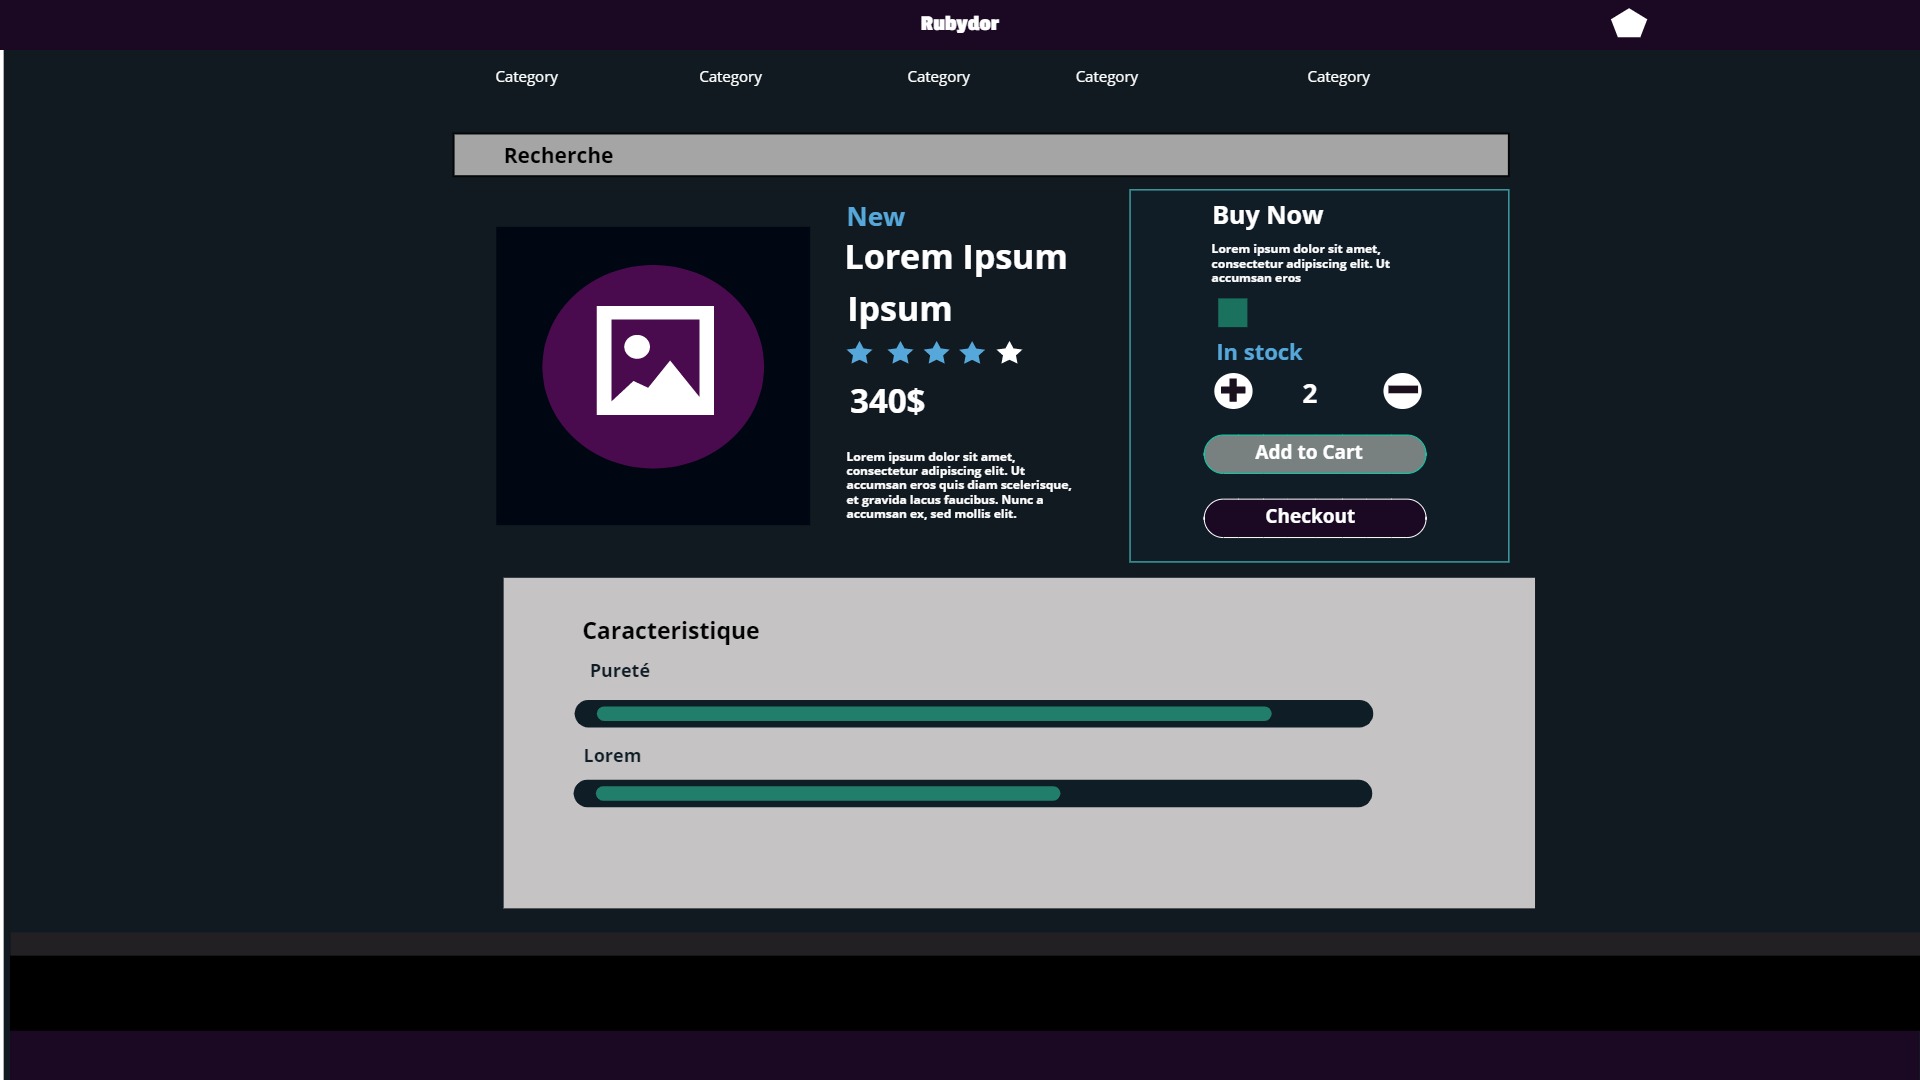 Rubydor
Category Category Category Category Category
Recherche
New
Lorem Ipsum
Ipsum
340$
Lorem ipsum dolor sit amet,
consectetur adipiscing elit. Ut
accumsan eros quis diam scelerisque,
et gravida lacus faucibus. Nunc a
accumsan ex, sed mollis elit.
Buy Now
Lorem ipsum dolor sit amet,
consectetur adipiscing elit. Ut
accumsan eros
In stock
2
Add to Cart
Checkout
Caracteristique
Pureté
Lorem